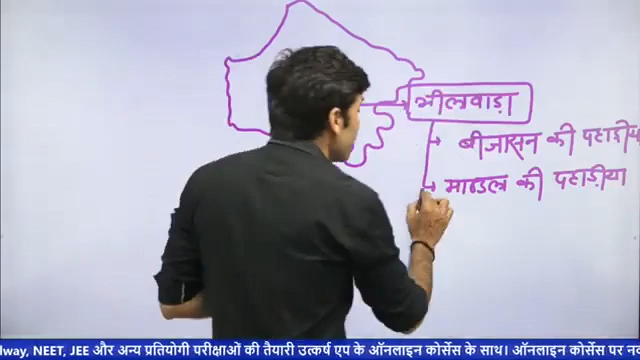 भीलवाड़ा
बीजासन की पहाड़ीय
माण्डल की पहाड़ीया
lway, NEET, JEE और अन्य प्रतियोगी परीक्षाओं की तैयारी उत्कर्ष एप के ऑनलाइन कोर्सेस के साथ। ऑनलाइन कोर्सेस पर